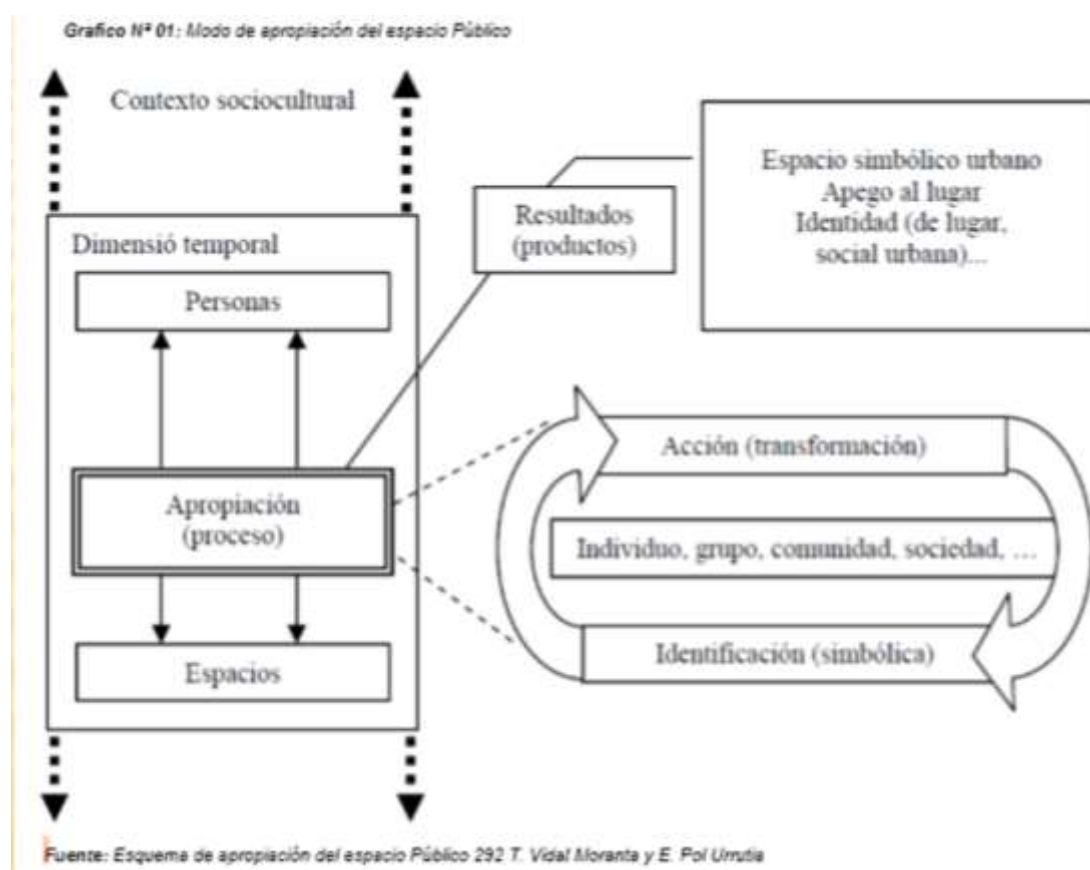 Grafico Nº 01: Modo de apropiación del espacio Público
Contexto sociocultural
Dimensió temporal
Personas
Apropiación
(proceso)
Espacios
Resultados
(productos)
Espacio simbólico urbano
Apego al lugar
Identidad (de lugar,
social urbana)...
Acción (transformación)
Individuo, grupo, comunidad, sociedad, ...
Identificación (simbólica)
Fuente: Esquema de apropiación del espacio Público 292 T. Vidal Moranta y E. Pol Urrutia